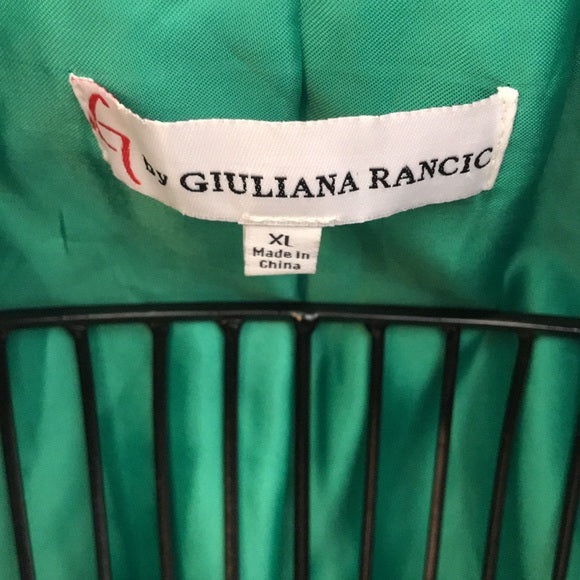 G by GIULIANA RANCIC
XL
Made in
China